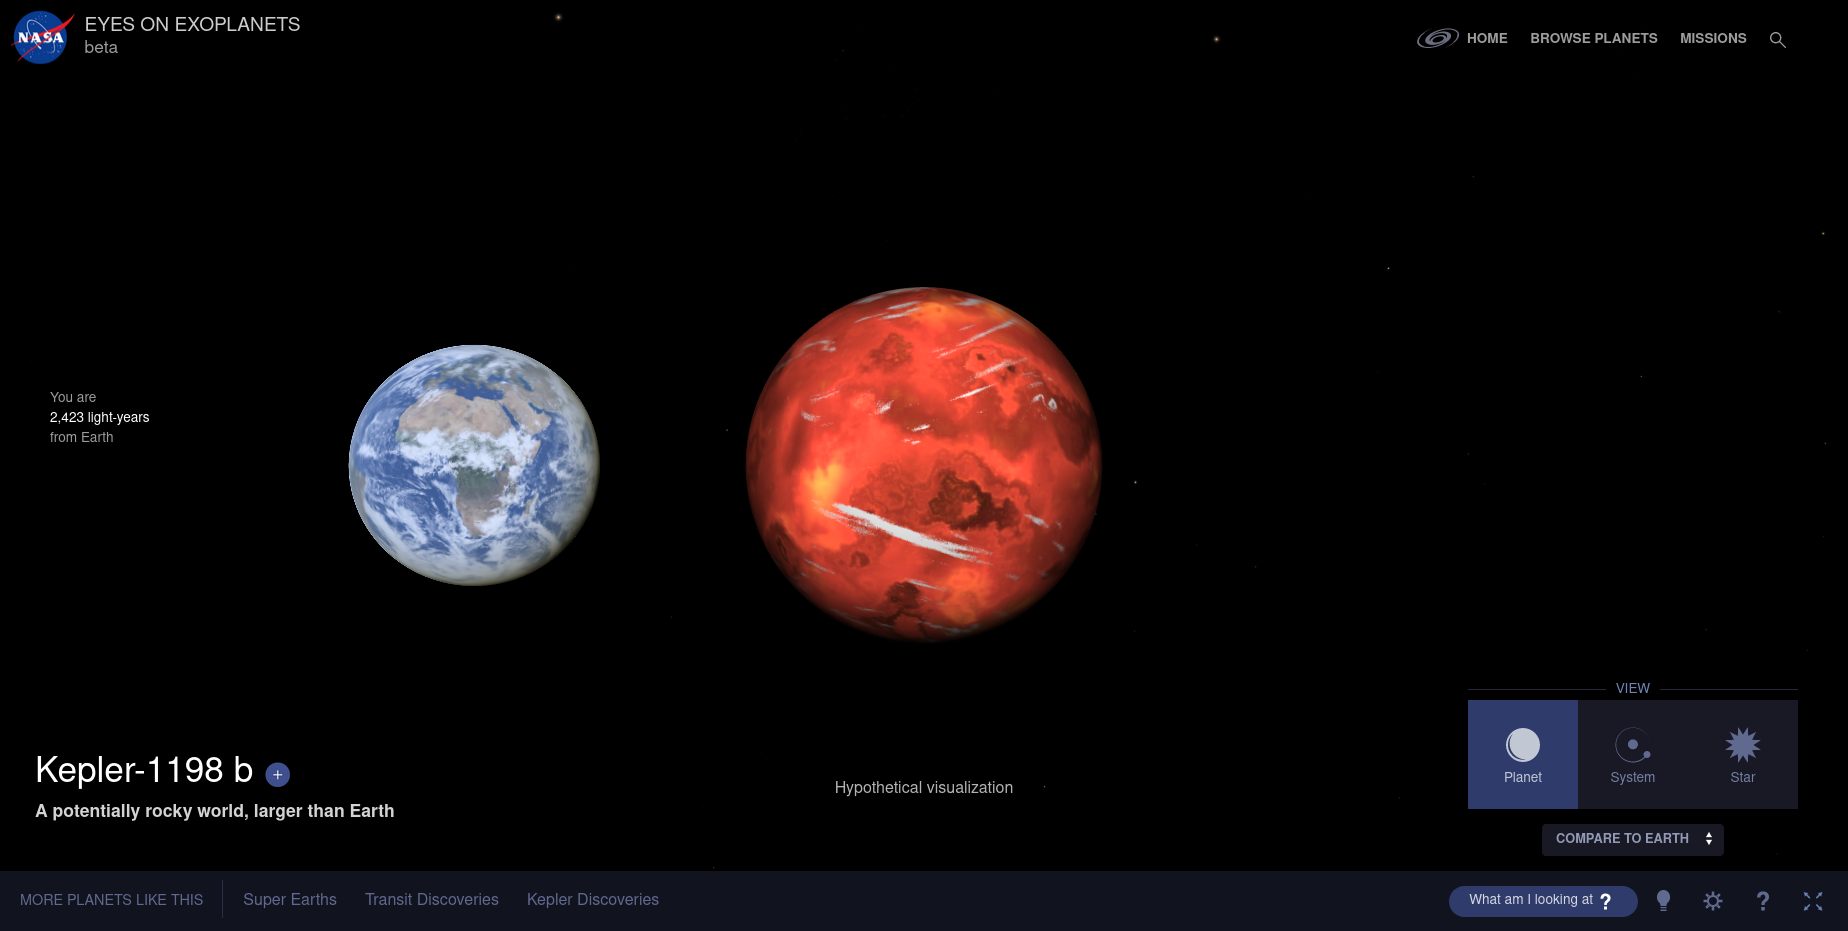 NASA
EYES ON EXOPLANETS
beta
HOME
BROWSE PLANETS
MISSIONS
You are
2,423 light-years
from Earth
Kepler-1198 b +
A potentially rocky world, larger than Earth
Hypothetical visualization
VIEW
Planet
System
Star
COMPARE TO EARTH
MORE PLANETS LIKE THIS
Super Earths
Transit Discoveries
Kepler Discoveries
What am I looking at ?
?